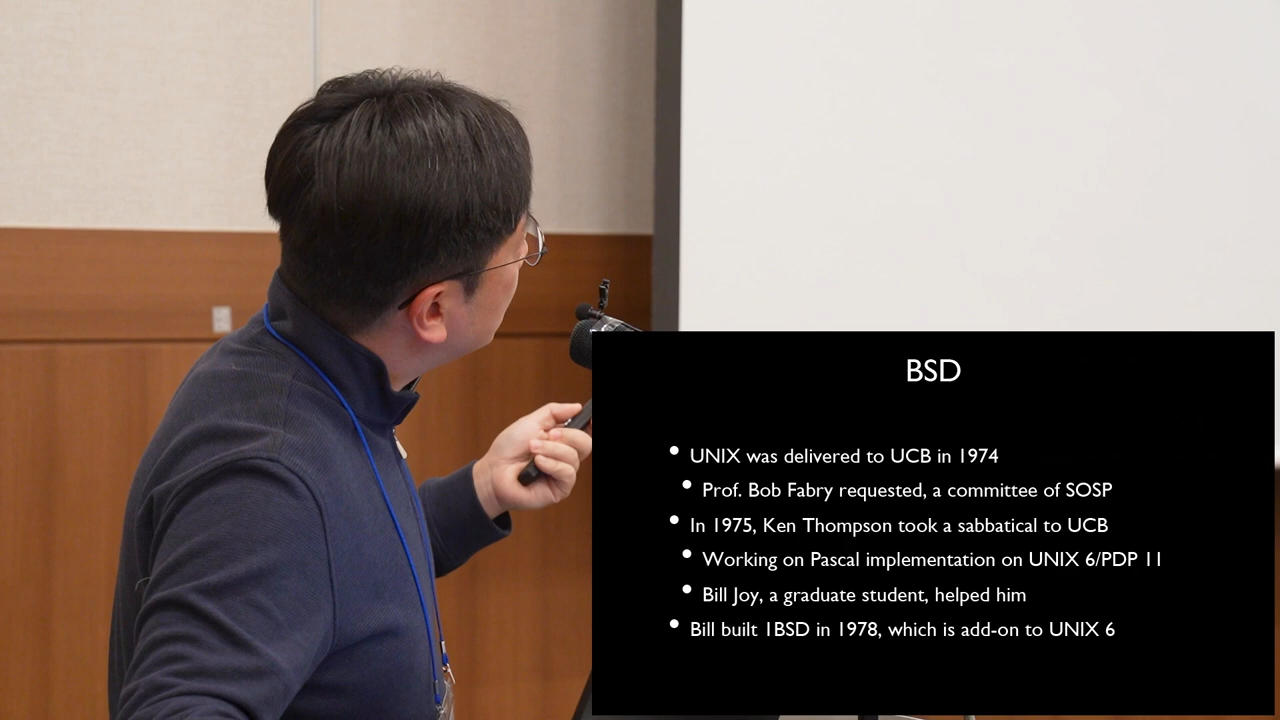 BSD
• UNIX was delivered to UCB in 1974
• Prof. Bob Fabry requested, a committee of SOSP
• In 1975, Ken Thompson took a sabbatical to UCB
• Working on Pascal implementation on UNIX 6/PDP 11
• Bill Joy, a graduate student, helped him
• Bill built 1BSD in 1978, which is add-on to UNIX 6